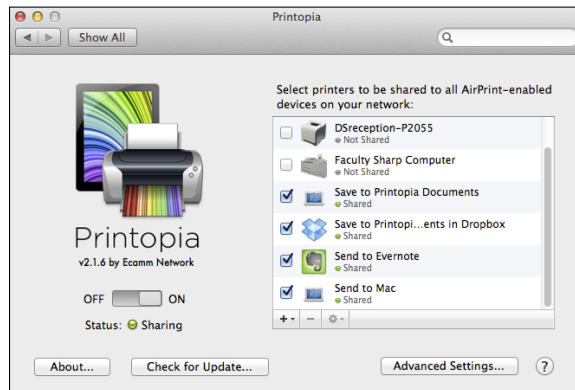 Printopia
Show All
Select printers to be shared to all AirPrint-enabled
devices on your network:
DSreception-P2055
Not Shared
Faculty Sharp Computer
Not Shared
Save to Printopia Documents
Shared
Save to Printopi...ents in Dropbox
Shared
Send to Evernote
Shared
Send to Mac
Shared
Printopia
v2.1.6 by Ecamm Network
OFF ON
Status: Sharing
About... Check for Update... Advanced Settings... ?